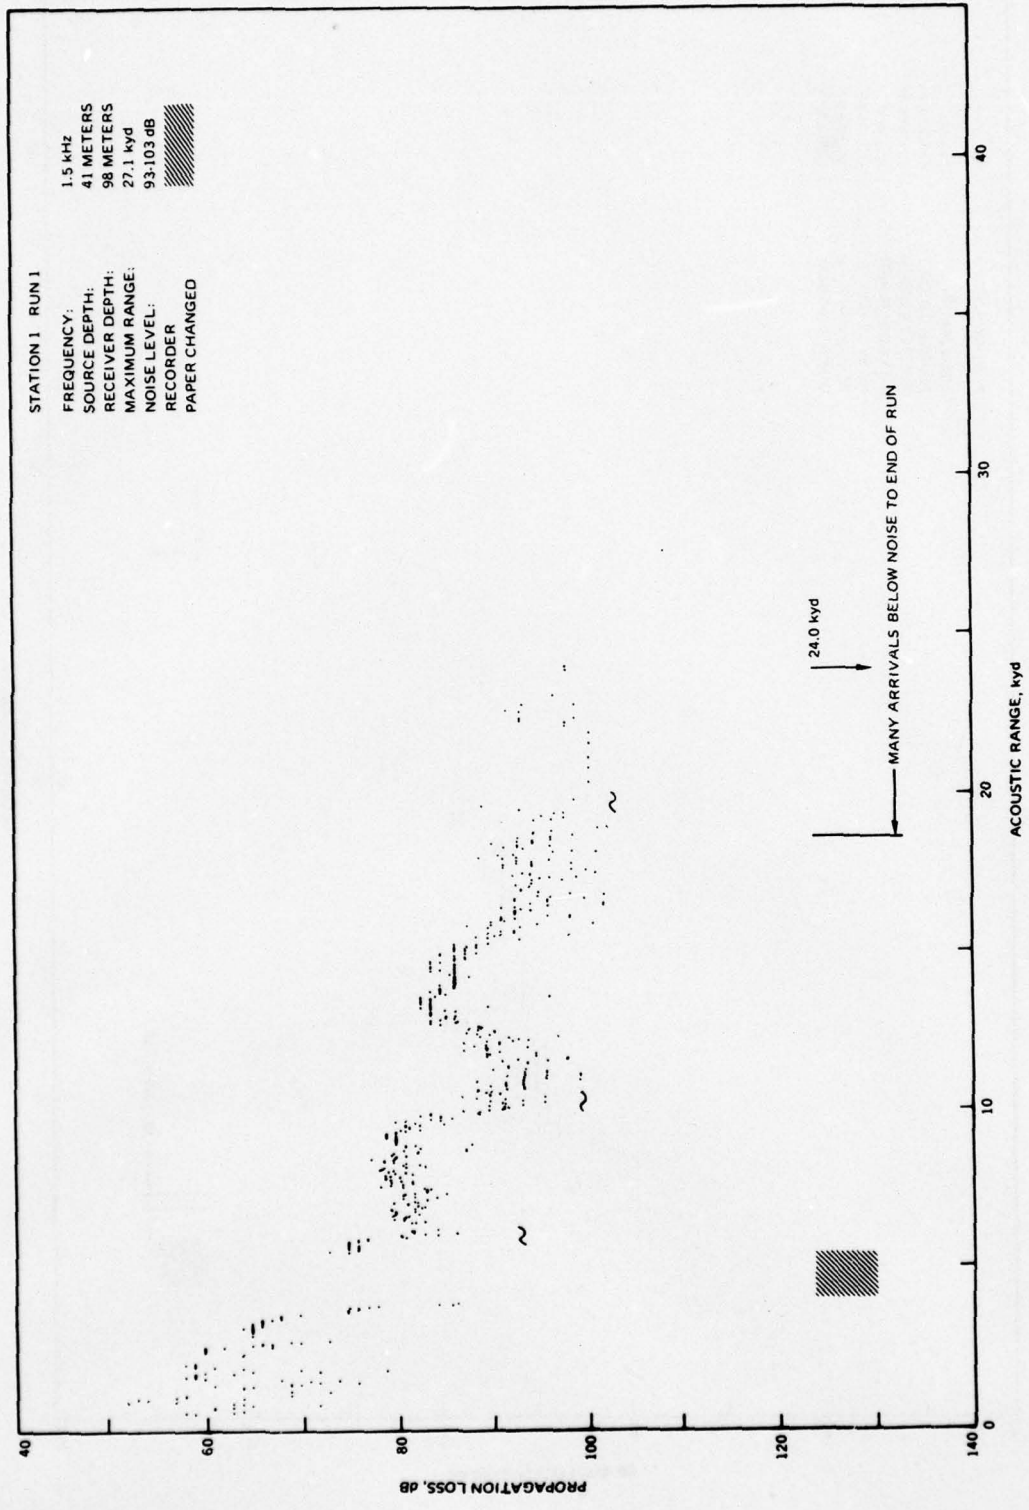 STATION 1 RUN 1
FREQUENCY: 1.5 kHz
SOURCE DEPTH: 41 METERS
RECEIVER DEPTH: 98 METERS
MAXIMUM RANGE: 27.1 kyd
NOISE LEVEL: 93-103 dB
RECORDER
PAPER CHANGED
40
60
80
100
120
140
PROPAGATION LOSS, dB
24.0 kyd
MANY ARRIVALS BELOW NOISE TO END OF RUN
0
10
20
30
40
ACOUSTIC RANGE, kyd